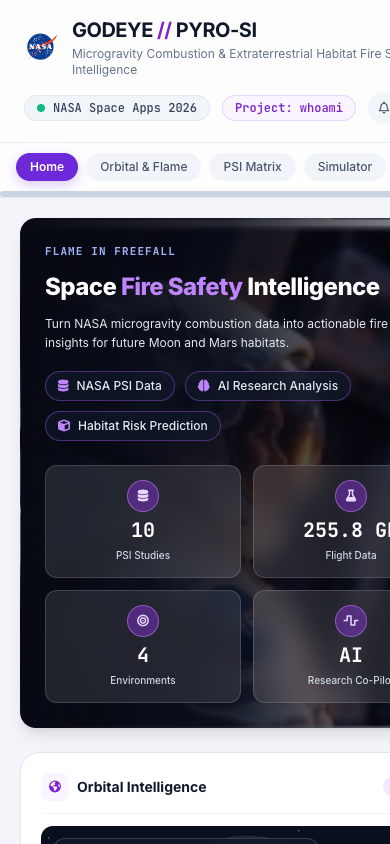 NASA
GODEYE // PYRO-SI
Microgravity Combustion & Extraterrestrial Habitat Fire
Intelligence
NASA Space Apps 2026
Project: whoami
Home
Orbital & Flame
PSI Matrix
Simulator
FLAME IN FREEFALL
Space Fire Safety Intelligence
Turn NASA microgravity combustion data into actionable fire
insights for future Moon and Mars habitats.
NASA PSI Data
AI Research Analysis
Habitat Risk Prediction
10
PSI Studies
255.8
Flight Data
4
Environments
AI
Research
Orbital Intelligence